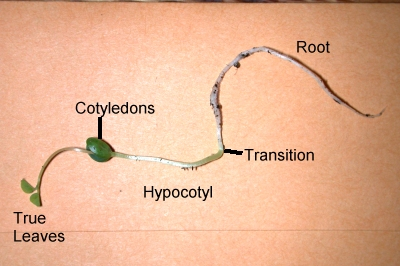 Root
Cotyledons
Transition
Hypocotyl
True
Leaves